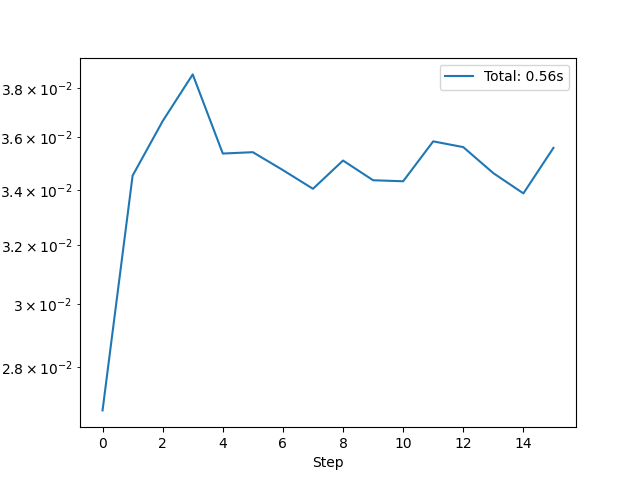 Total: 0.56s
3.8 × 10⁻²
3.6 × 10⁻²
3.4 × 10⁻²
3.2 × 10⁻²
3 × 10⁻²
2.8 × 10⁻²
0 2 4 6 8 10 12 14
Step